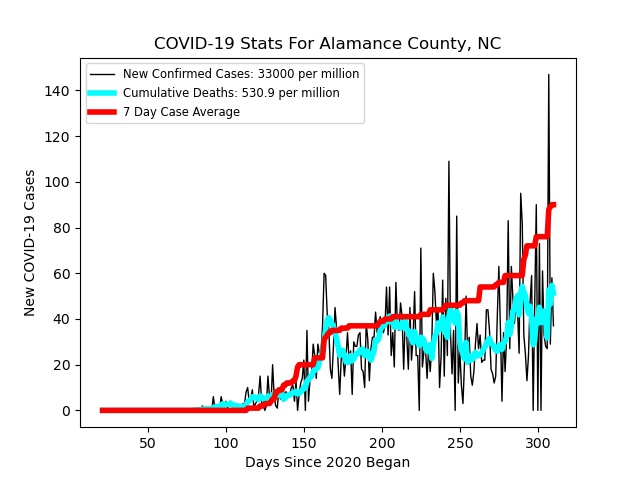 COVID-19 Stats For Alamance County, NC
New Confirmed Cases: 33000 per million
Cumulative Deaths: 530.9 per million
7 Day Case Average
New COVID-19 Cases
140
120
100
80
60
40
20
0
50 100 150 200 250 300
Days Since 2020 Began